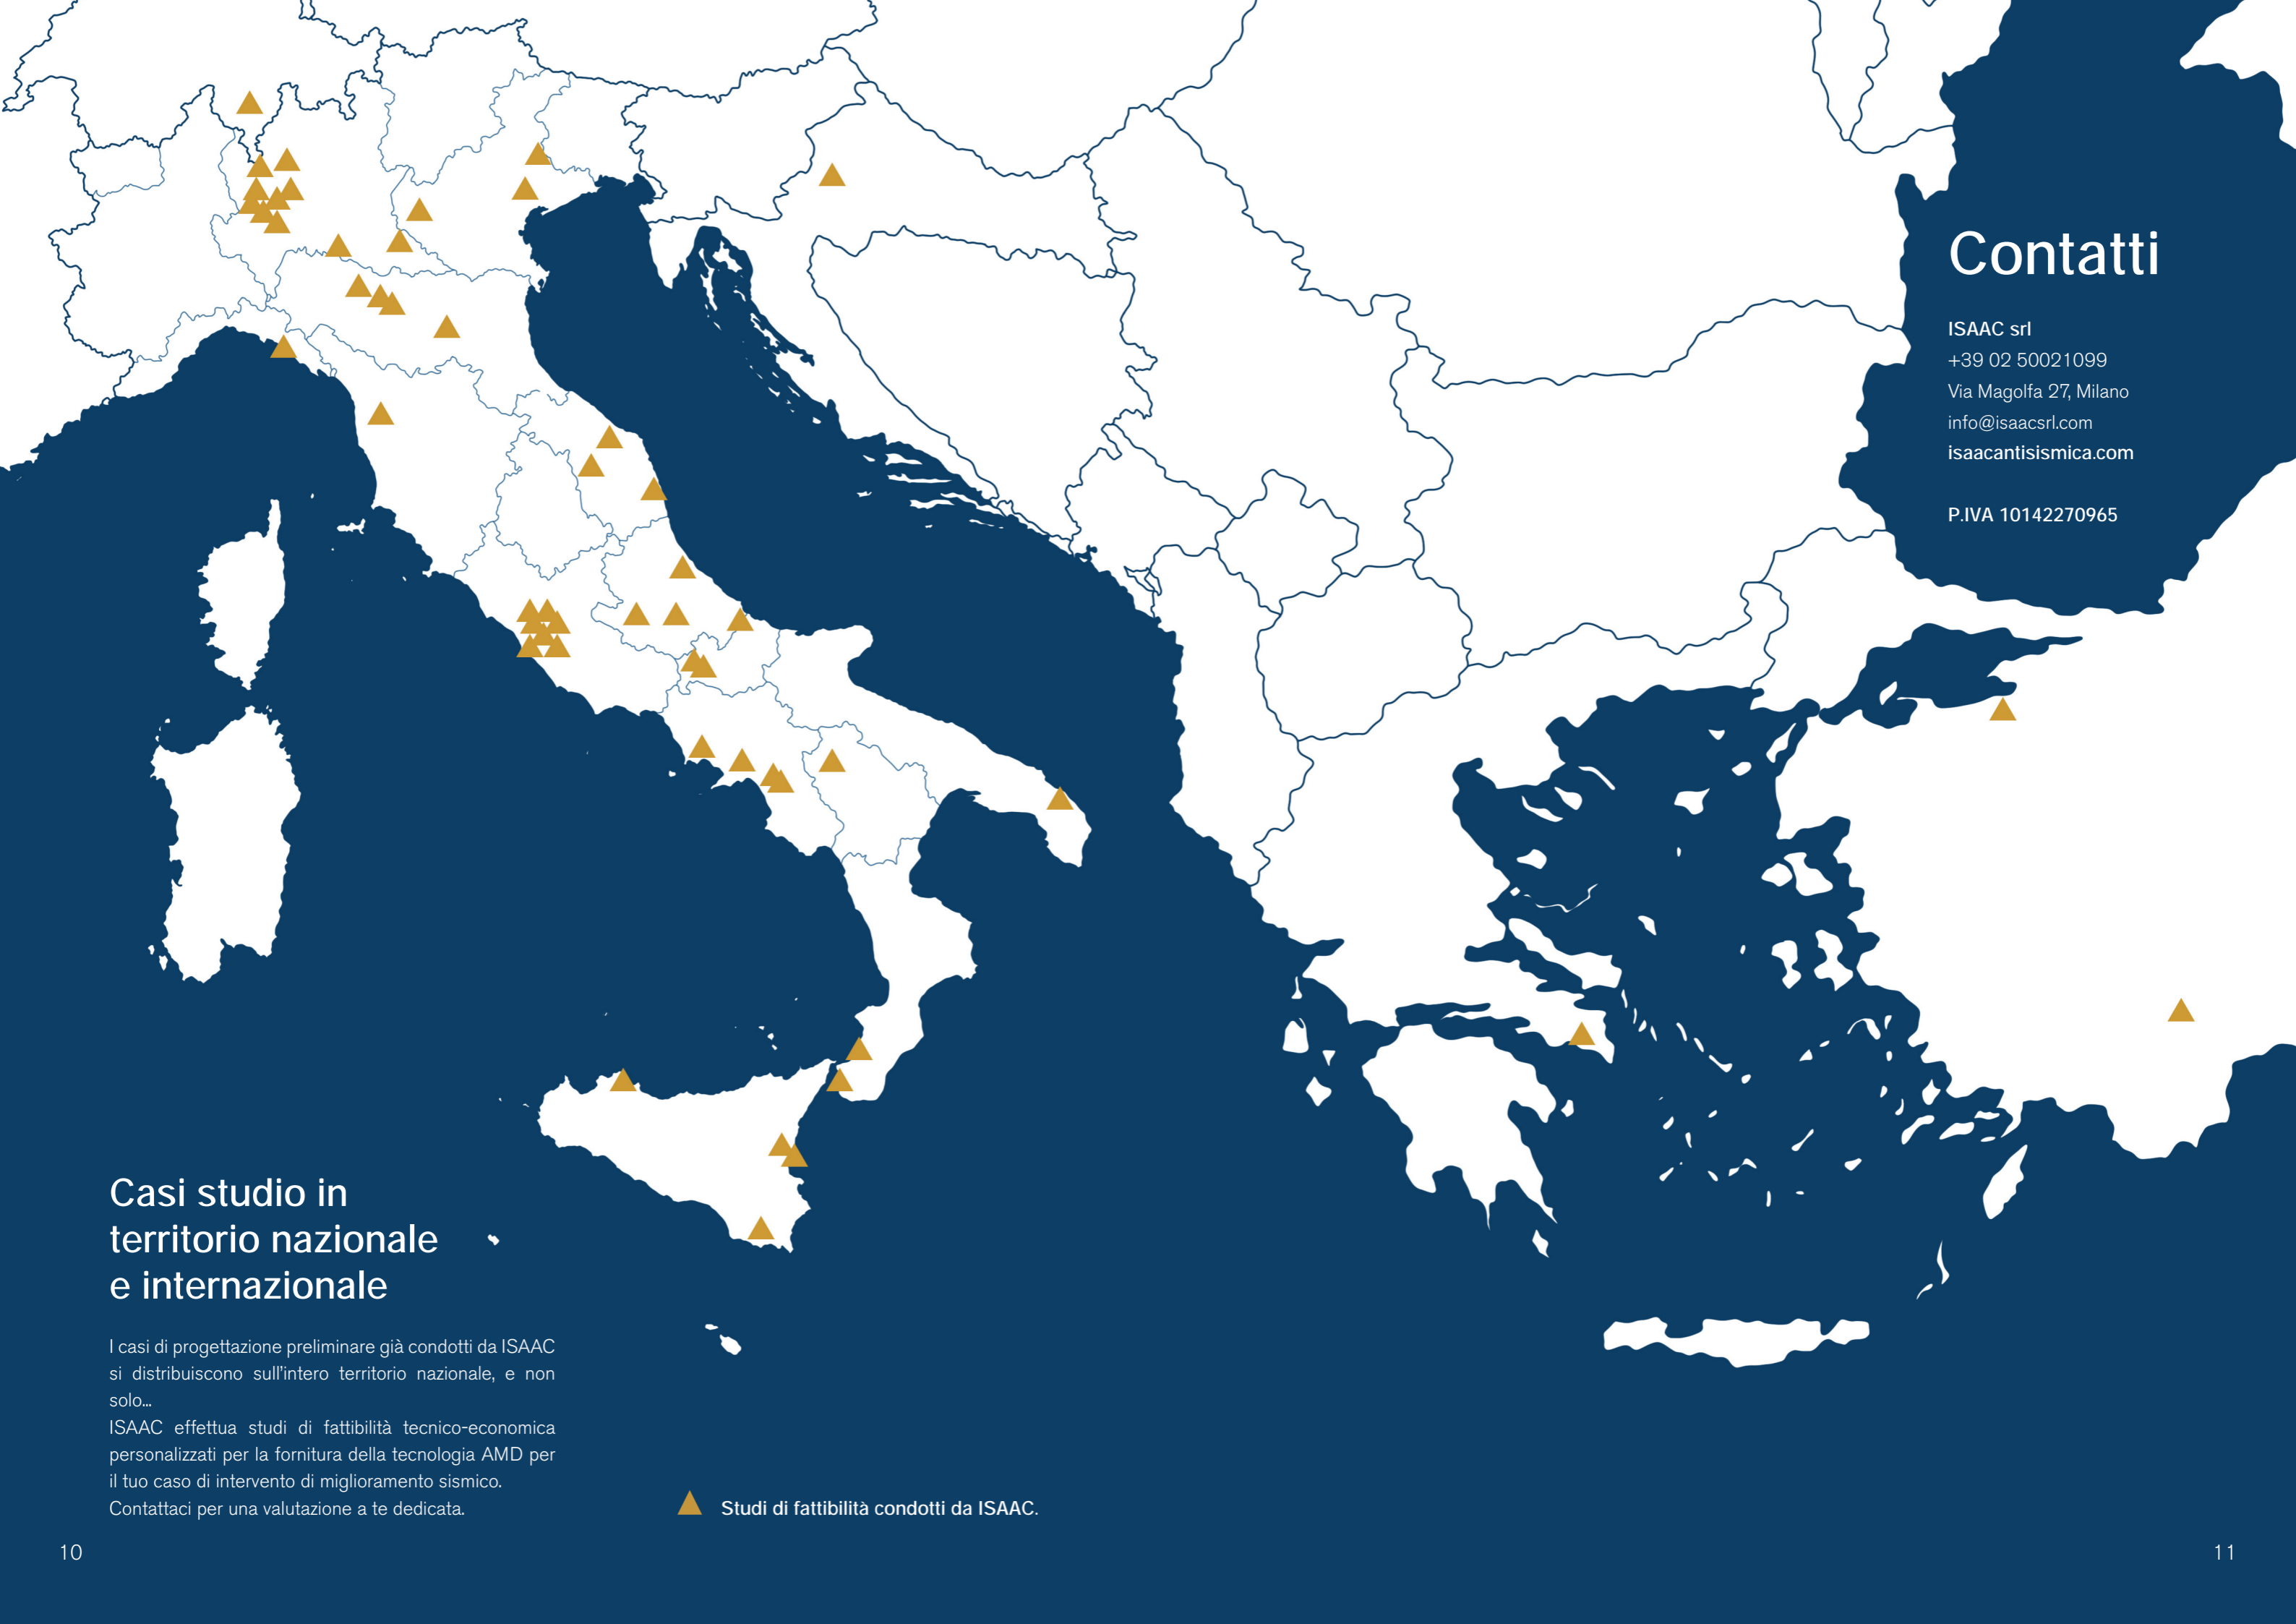 Contatti
ISAAC srl
+39 02 50021099
Via Magolfa 27, Milano
info@isaacsrl.com
isaacantisismica.com
P.IVA 10142270965
Casi studio in
territorio nazionale
e internazionale
I casi di progettazione preliminare già condotti da ISAAC
si distribuiscono sull'intero territorio nazionale, e non
solo...
ISAAC effettua studi di fattibilità tecnico-economica
personalizzati per la fornitura della tecnologia AMD per
il tuo caso di intervento di miglioramento sismico.
Contattaci per una valutazione a te dedicata.
Studi di fattibilità condotti da ISAAC.
10
11